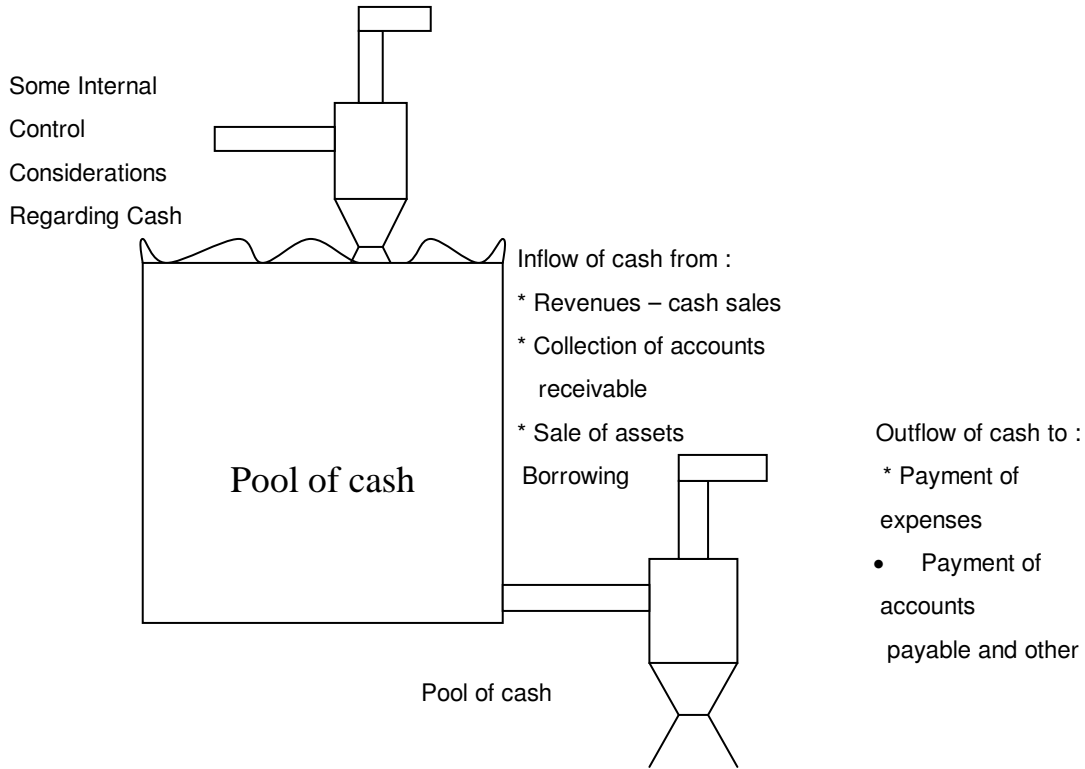 Some Internal
Control
Considerations
Regarding Cash
Inflow of cash from :
* Revenues – cash sales
* Collection of accounts
receivable
* Sale of assets
Borrowing
Pool of cash
Outflow of cash to :
* Payment of
expenses
• Payment of
accounts
payable and other
Pool of cash